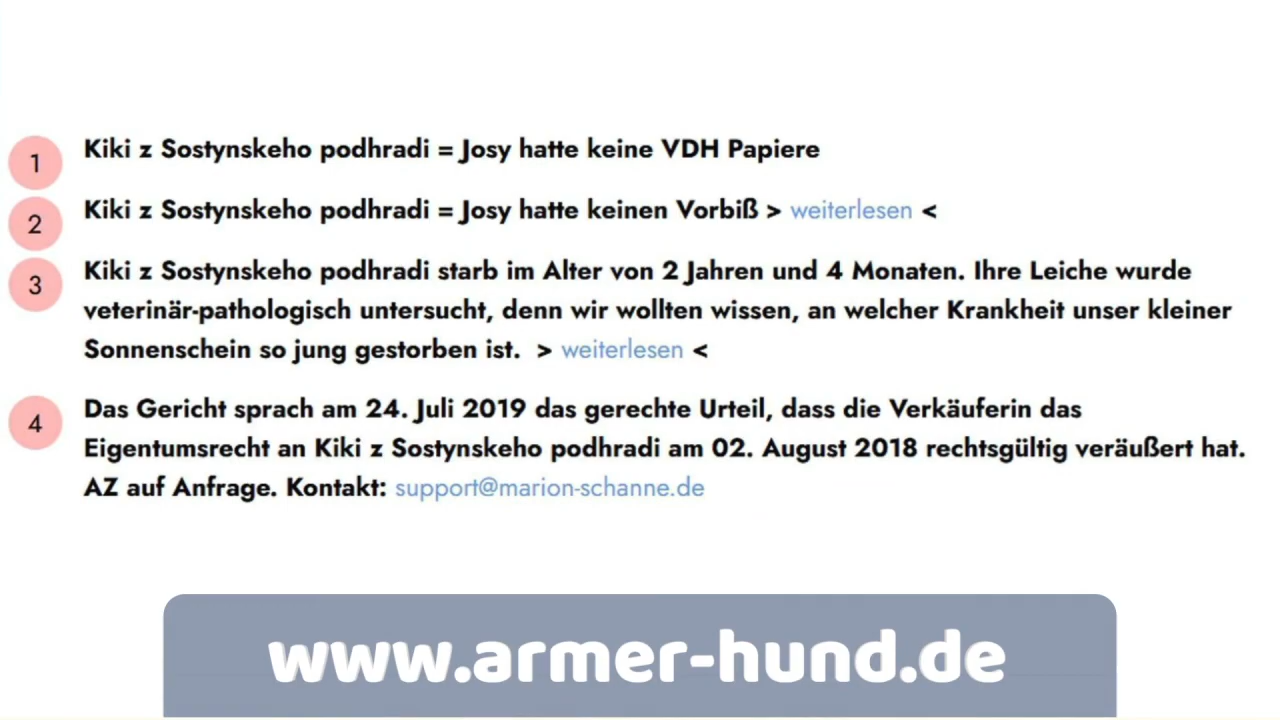 1 Kiki z Sostynskeho podhradi = Josy hatte keine VDH Papiere
2 Kiki z Sostynskeho podhradi = Josy hatte keinen Vorbiß > weiterlesen <
3 Kiki z Sostynskeho podhradi starb im Alter von 2 Jahren und 4 Monaten. Ihre Leiche wurde
veterinär-pathologisch untersucht, denn wir wollten wissen, an welcher Krankheit unser kleiner
Sonnenschein so jung gestorben ist. > weiterlesen <
4 Das Gericht sprach am 24. Juli 2019 das gerechte Urteil, dass die Verkäuferin das
Eigentumsrecht an Kiki z Sostynskeho podhradi am 02. August 2018 rechtsgültig veräußert hat.
AZ auf Anfrage. Kontakt: support@marion-schanne.de
www.armer-hund.de